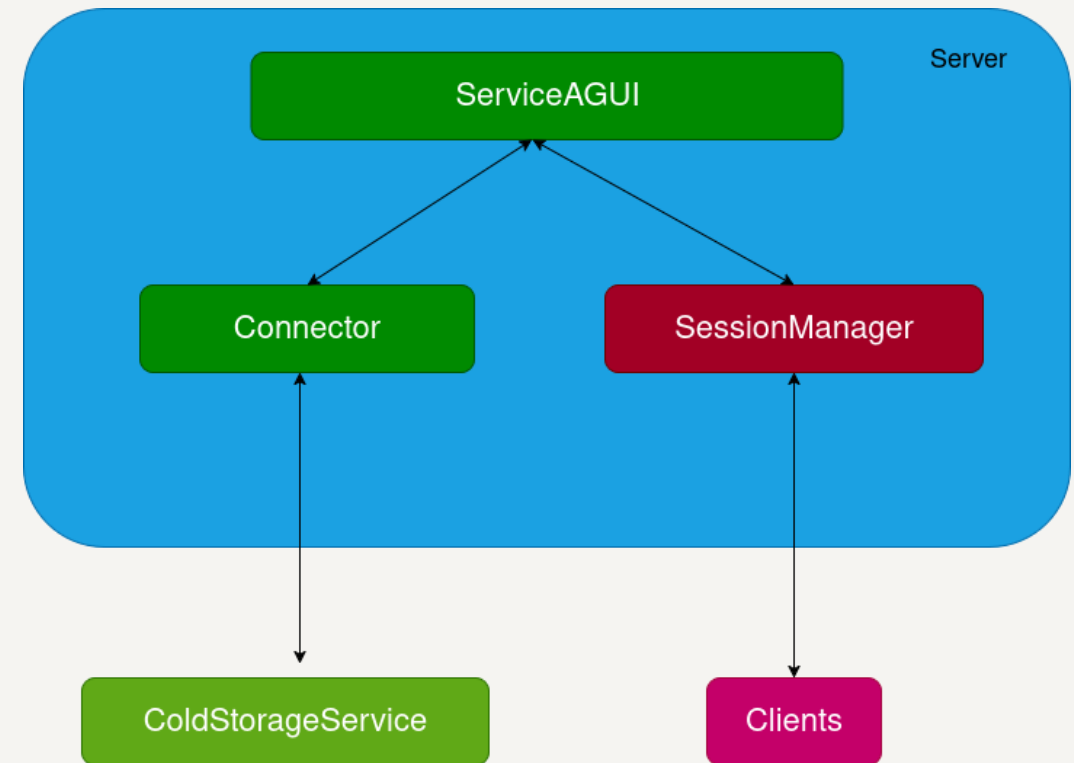 Server
ServiceAGUI
Connector
SessionManager
ColdStorageService
Clients